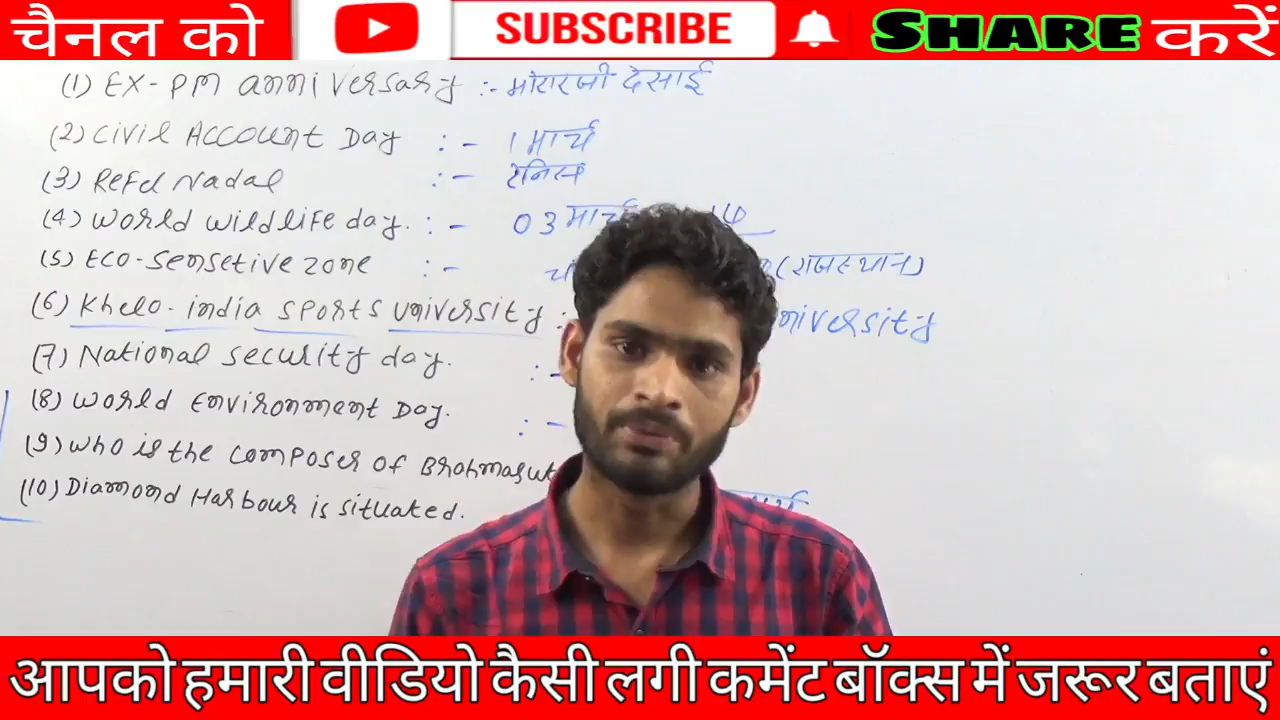 चैनल को SUBSCRIBE SHARE करें
(1) EX-PM anniversary :- मोरारजी देसाई
(2) Civil Account Day :- 1 मार्च
(3) Refel Nadal :- टेनिस
(4) World wildlife day. :- 03 मार्च
(5) ECO-sensetive zone :- (राजस्थान)
(6) Khelo-india sports university :
(7) National security day. :-
(8) World Environment Day. :-
(9) who is the composer of
(10) Diamond Harbour is situated.
आपको हमारी वीडियो कैसी लगी कमेंट बॉक्स में जरूर बताएं